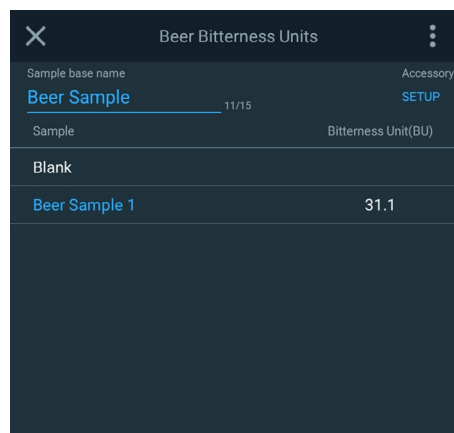 Beer Bitterness Units
Sample base name Accessory
Beer Sample 11/15 SETUP
Sample Bitterness Unit(BU)
Blank
Beer Sample 1 31.1